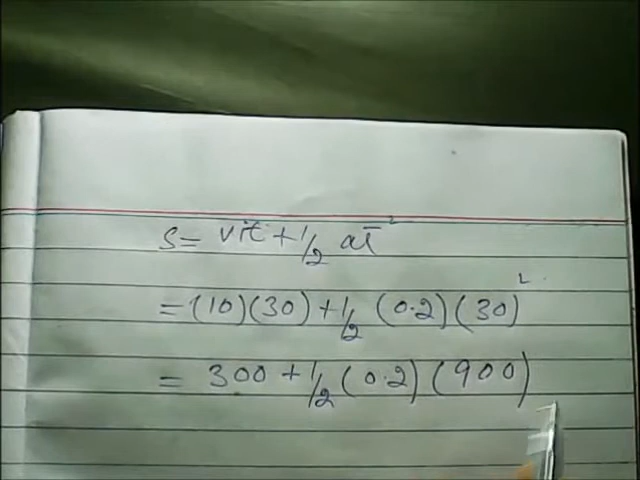 S= vit + 1/2 at²
= (10)(30) + 1/2 (0.2)(30)²
= 300 + 1/2 (0.2)(900)